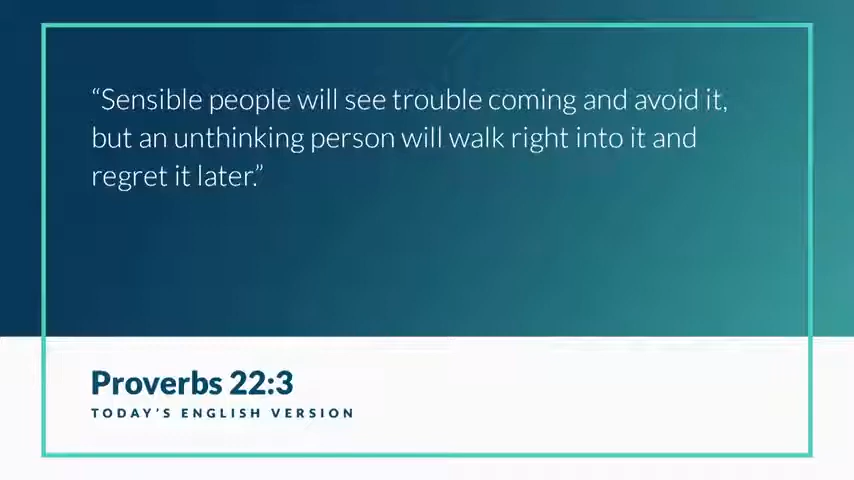 “Sensible people will see trouble coming and avoid it,
but an unthinking person will walk right into it and
regret it later.”
Proverbs 22:3
TODAY’S ENGLISH VERSION